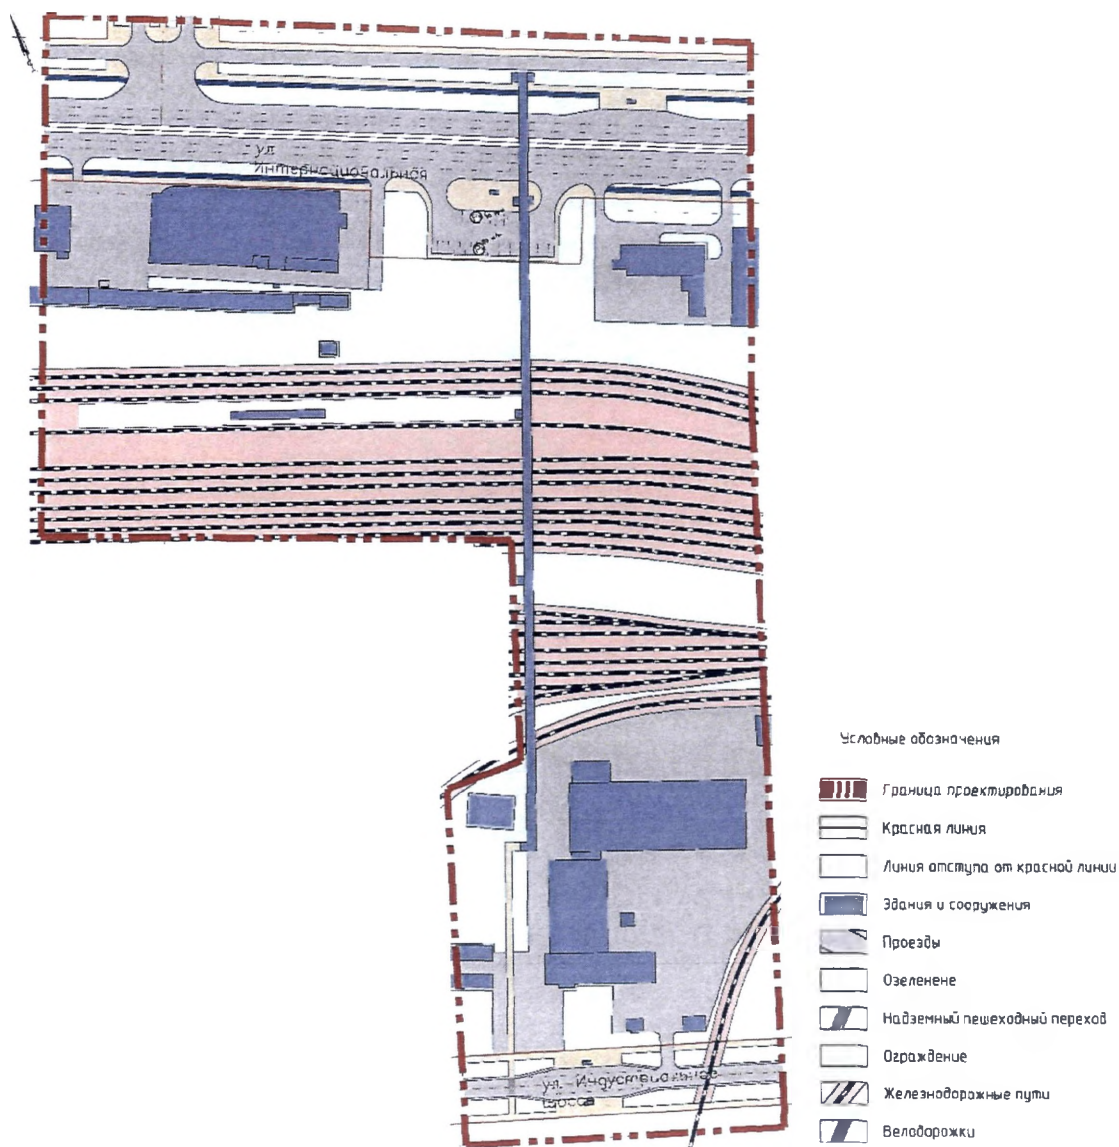 ул.
Интернациональная
Условные обозначения
Граница проектирования
Красная линия
Линия отступа от красной линии
Здания и сооружения
Проезды
Озеленене
Надземный пешеходный переход
Ограждение
Железнодорожные пути
Велодорожки
ул. Индустриальное
шоссе